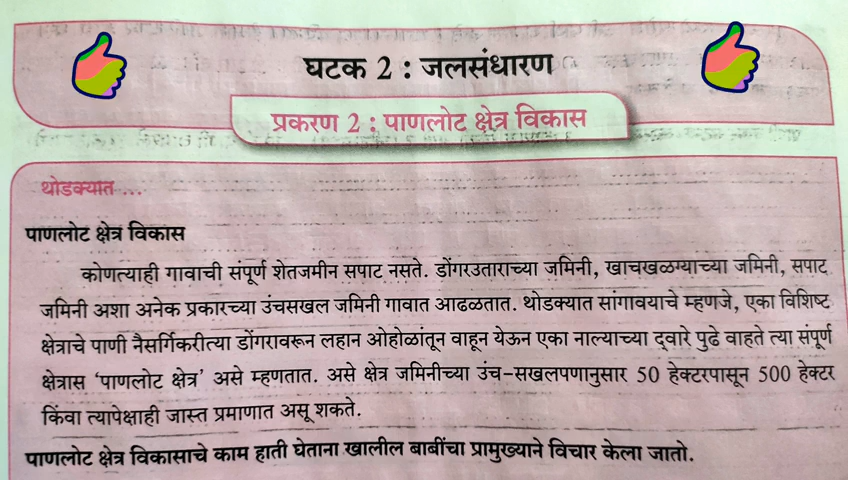 घटक 2 : जलसंधारण
प्रकरण 2 : पाणलोट क्षेत्र विकास
थोडक्यात ...
पाणलोट क्षेत्र विकास
कोणत्याही गावाची संपूर्ण शेतजमीन सपाट नसते. डोंगरउताराच्या जमिनी, खाचखळग्याच्या जमिनी, सपाट
जमिनी अशा अनेक प्रकारच्या उंचसखल जमिनी गावात आढळतात. थोडक्यात सांगावयाचे म्हणजे, एका विशिष्ट
क्षेत्राचे पाणी नैसर्गिकरीत्या डोंगरावरून लहान ओहोळांतून वाहून येऊन एका नाल्याच्या द्वारे पुढे वाहते त्या संपूर्ण
क्षेत्रास ‘पाणलोट क्षेत्र’ असे म्हणतात. असे क्षेत्र जमिनीच्या उंच-सखलपणानुसार 50 हेक्टरपासून 500 हेक्टर
किंवा त्यापेक्षाही जास्त प्रमाणात असू शकते.
पाणलोट क्षेत्र विकासाचे काम हाती घेताना खालील बाबींचा प्रामुख्याने विचार केला जातो.